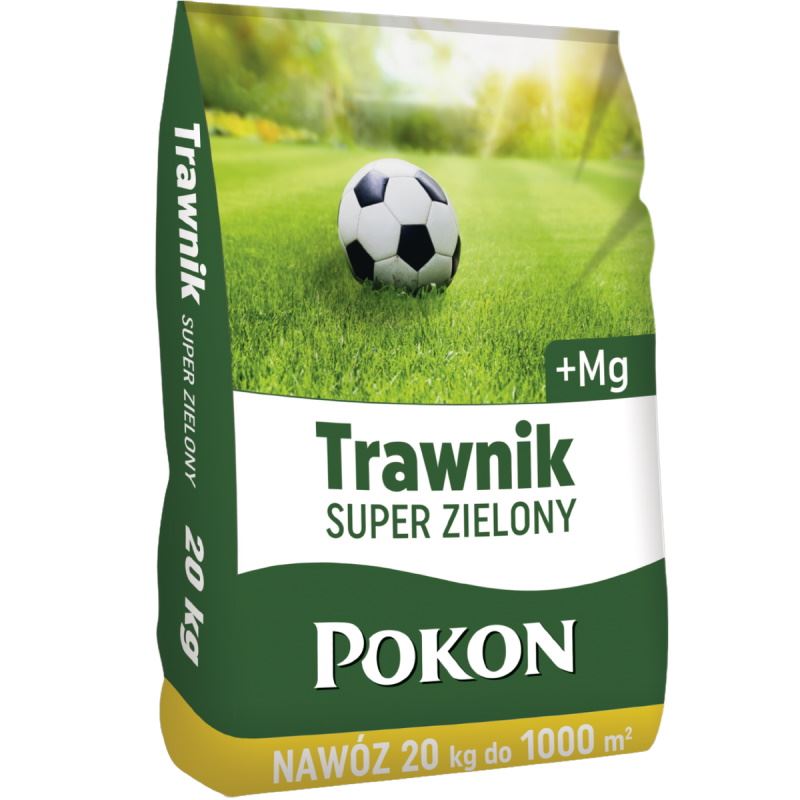 Trawnik SUPER ZIELONY 20 kg
+Mg
Trawnik
SUPER ZIELONY
POKON
NAWÓZ 20 kg do 1000 m²